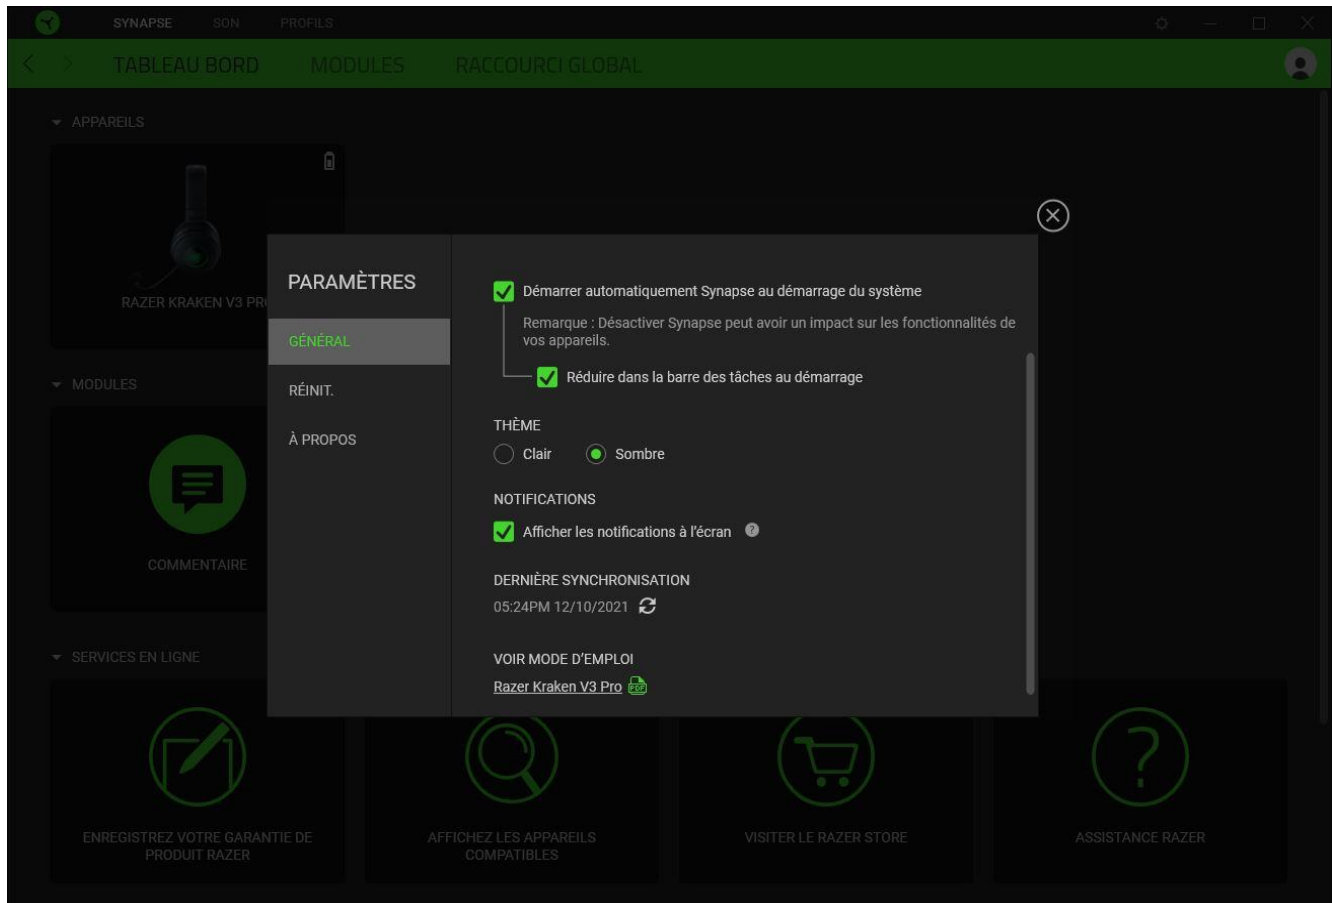 SYNAPSE
SON
PROFILS
TABLEAU BORD
MODULES
RACCOURCI GLOBAL
APPAREILS
RAZER KRAKEN V3 PR
MODULES
COMMENTAIRE
SERVICES EN LIGNE
PARAMÈTRES
GÉNÉRAL
RÉINIT.
À PROPOS
Démarrer automatiquement Synapse au démarrage du système
Remarque : Désactiver Synapse peut avoir un impact sur les fonctionnalités de
vos appareils.
Réduire dans la barre des tâches au démarrage
THÈME
Clair
Sombre
NOTIFICATIONS
Afficher les notifications à l'écran ?
DERNIÈRE SYNCHRONISATION
05:24PM 12/10/2021
VOIR MODE D'EMPLOI
Razer Kraken V3 Pro PDF
ENREGISTREZ VOTRE GARANTIE DE
PRODUIT RAZER
AFFICHEZ LES APPAREILS
COMPATIBLES
VISITER LE RAZER STORE
ASSISTANCE RAZER